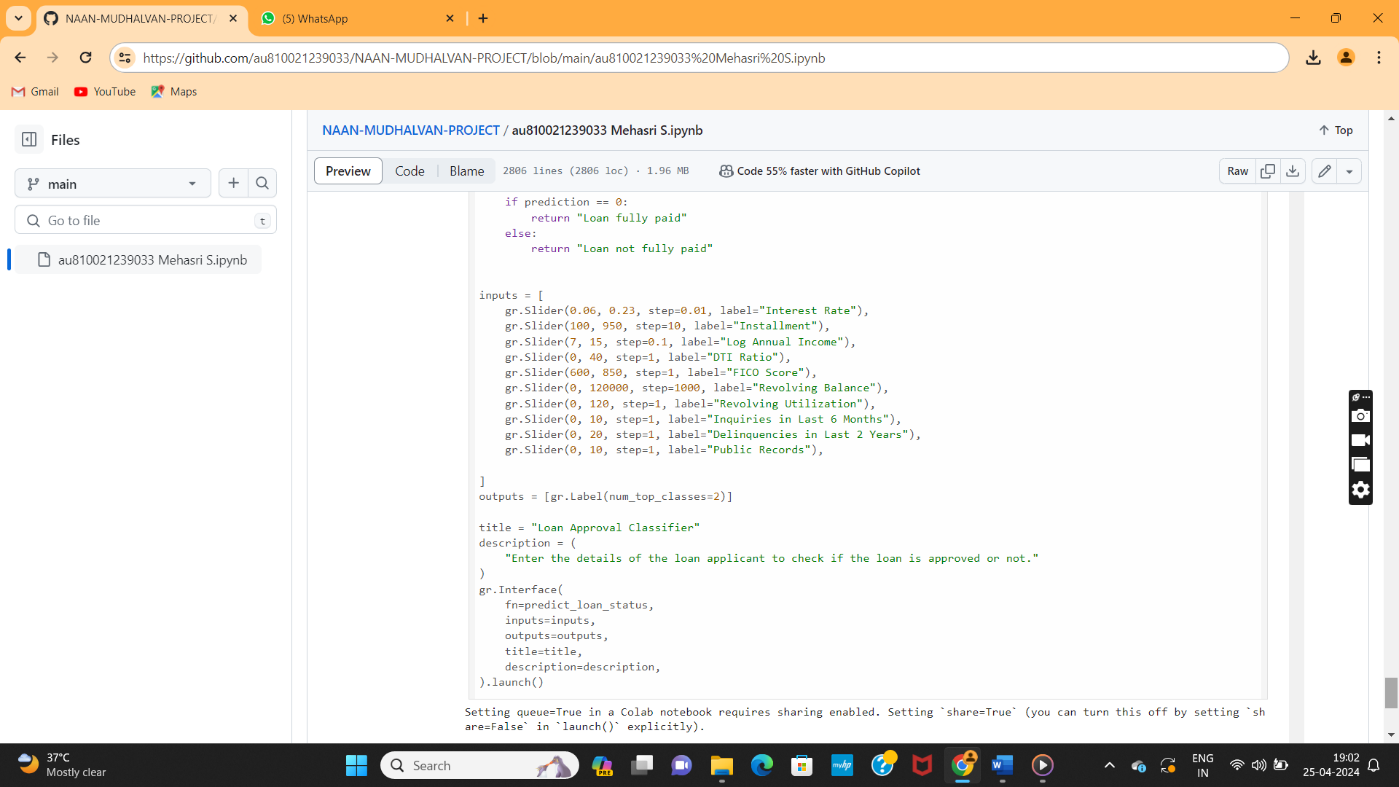 NAAN-MUDHALVAN-PROJECT/
(5) WhatsApp
https://github.com/au810021239033/NAAN-MUDHALVAN-PROJECT/blob/main/au810021239033%20Mehasri%20S.ipynb
Gmail
YouTube
Maps
Files
NAAN-MUDHALVAN-PROJECT / au810021239033 Mehasri S.ipynb
Top
main
Preview
Code
Blame
2806 lines (2806 loc) · 1.96 MB
Code 55% faster with GitHub Copilot
Raw
Go to file
t
au810021239033 Mehasri S.ipynb
if prediction == 0:
return "Loan fully paid"
else:
return "Loan not fully paid"
inputs = [
gr.Slider(0.06, 0.23, step=0.01, label="Interest Rate"),
gr.Slider(100, 950, step=10, label="Installment"),
gr.Slider(7, 15, step=0.1, label="Log Annual Income"),
gr.Slider(0, 40, step=1, label="DTI Ratio"),
gr.Slider(600, 850, step=1, label="FICO Score"),
gr.Slider(0, 120000, step=1000, label="Revolving Balance"),
gr.Slider(0, 120, step=1, label="Revolving Utilization"),
gr.Slider(0, 10, step=1, label="Inquiries in Last 6 Months"),
gr.Slider(0, 20, step=1, label="Delinquencies in Last 2 Years"),
gr.Slider(0, 10, step=1, label="Public Records"),
]
outputs = [gr.Label(num_top_classes=2)]
title = "Loan Approval Classifier"
description = (
"Enter the details of the loan applicant to check if the loan is approved or not."
)
gr.Interface(
fn=predict_loan_status,
inputs=inputs,
outputs=outputs,
title=title,
description=description,
).launch()
Setting queue=True in a Colab notebook requires sharing enabled. Setting `share=True` (you can turn this off by setting `sh
are=False` in `launch()` explicitly).
37°C
Mostly clear
Search
PRE
myhp
ENG
IN
19:02
25-04-2024